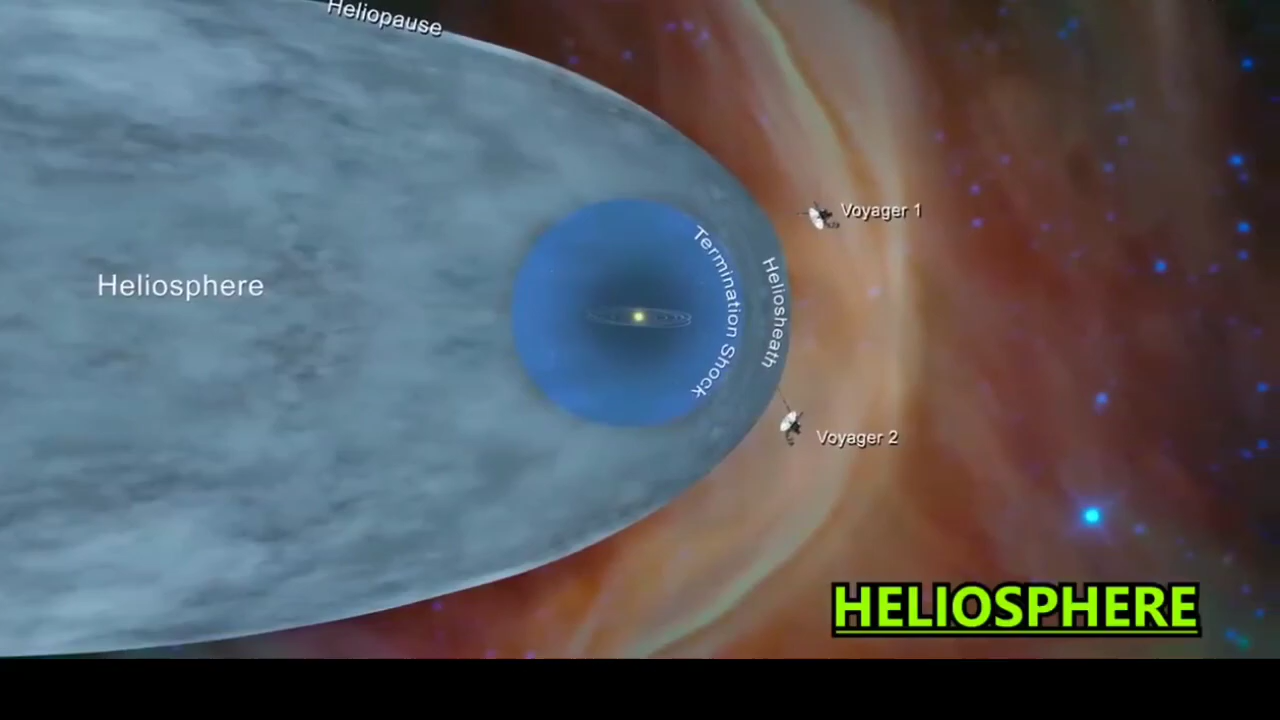 Heliopause
Voyager 1
Termination Shock
Heliosheath
Heliosphere
Voyager 2
HELIOSPHERE